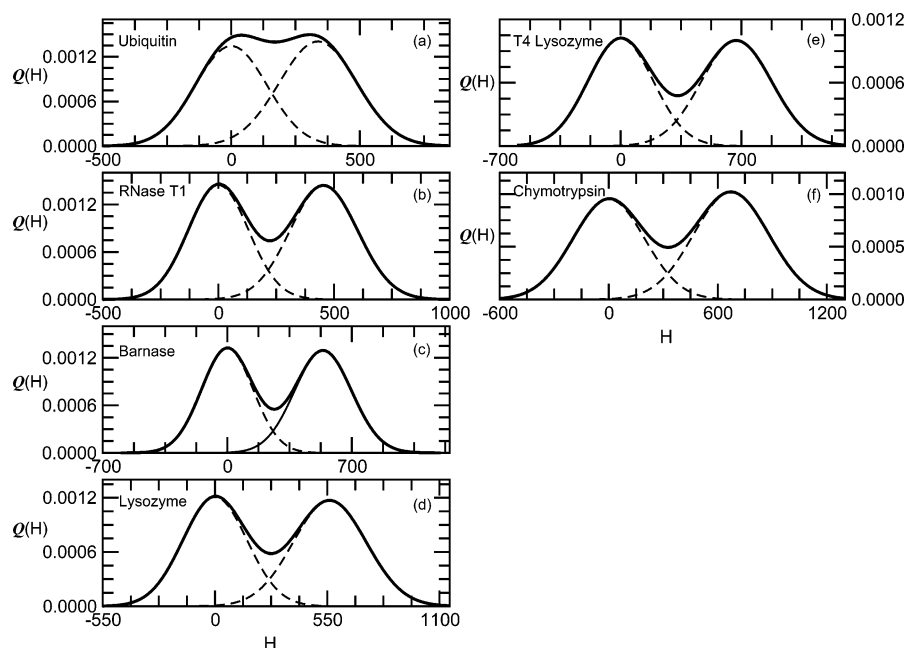 Ubiquitin (a)
0.0012
Q(H)
0.0006
0.0000
-500 0 500
RNase T1 (b)
0.0012
Q(H)
0.0006
0.0000
-500 0 500 1000
Barnase (c)
0.0012
Q(H)
0.0006
0.0000
-700 0 700
Lysozyme (d)
0.0012
Q(H)
0.0006
0.0000
-550 0 550 1100
H
T4 Lysozyme (e)
0.0012
Q(H)
0.0006
0.0000
-700 0 700
Chymotrypsin (f)
0.0010
Q(H)
0.0005
0.0000
-600 0 600 1200
H